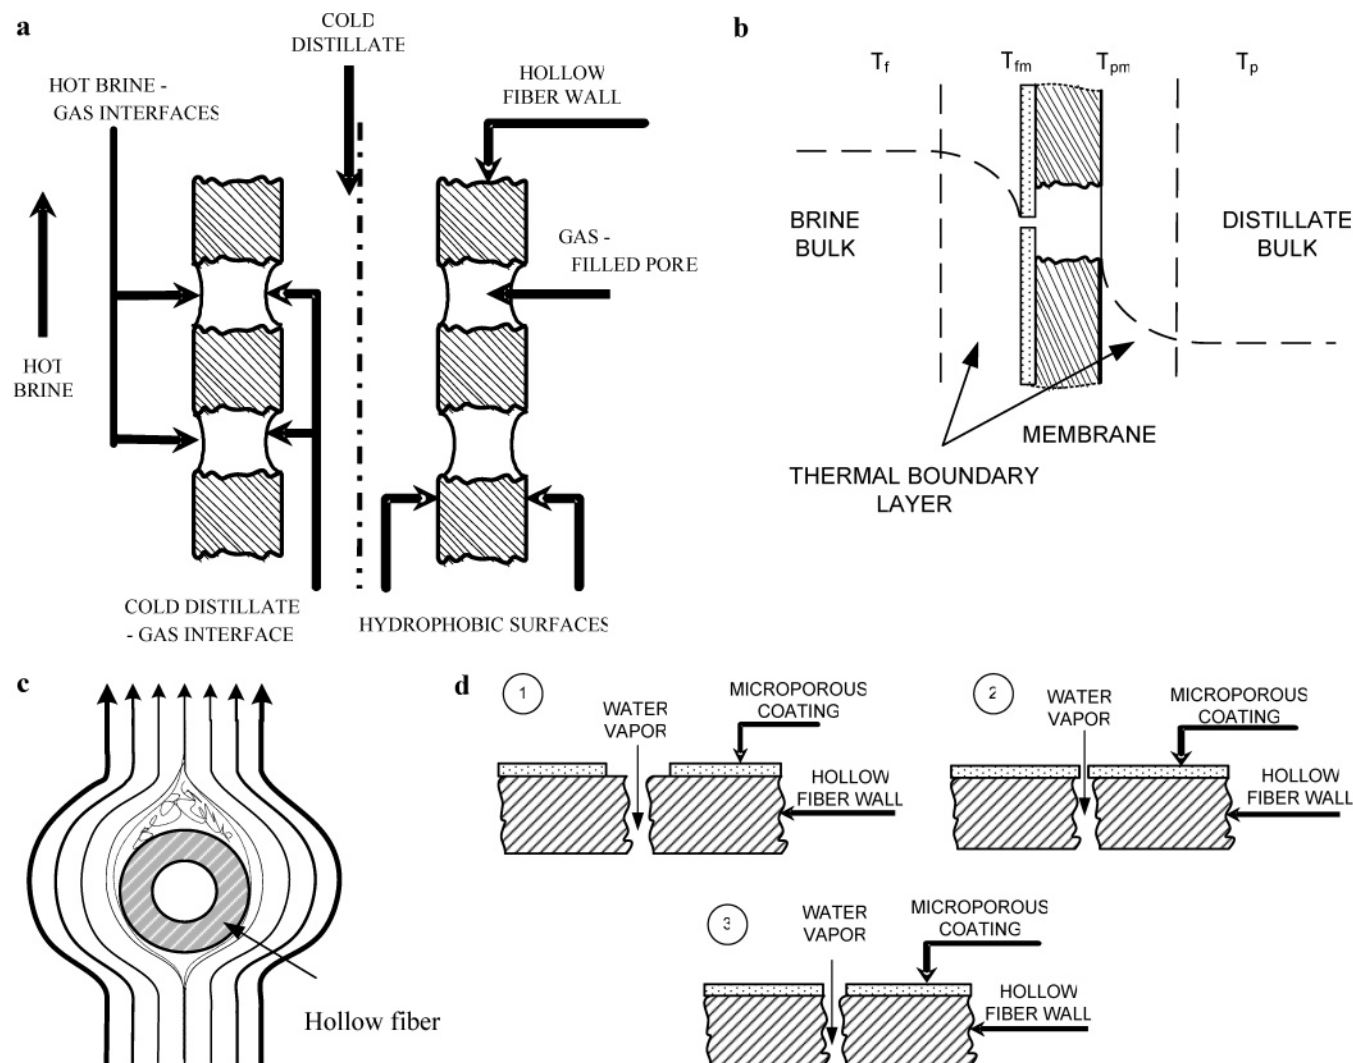 a
COLD
DISTILLATE
HOT BRINE -
GAS INTERFACES
HOLLOW
FIBER WALL
GAS -
FILLED PORE
HOT
BRINE
COLD DISTILLATE
- GAS INTERFACE
HYDROPHOBIC SURFACES
b
Tf
Tfm
Tpm
Tp
BRINE
BULK
DISTILLATE
BULK
MEMBRANE
THERMAL BOUNDARY
LAYER
c
Hollow fiber
d
1
WATER
VAPOR
MICROPOROUS
COATING
HOLLOW
FIBER WALL
2
WATER
VAPOR
MICROPOROUS
COATING
HOLLOW
FIBER WALL
3
WATER
VAPOR
MICROPOROUS
COATING
HOLLOW
FIBER WALL